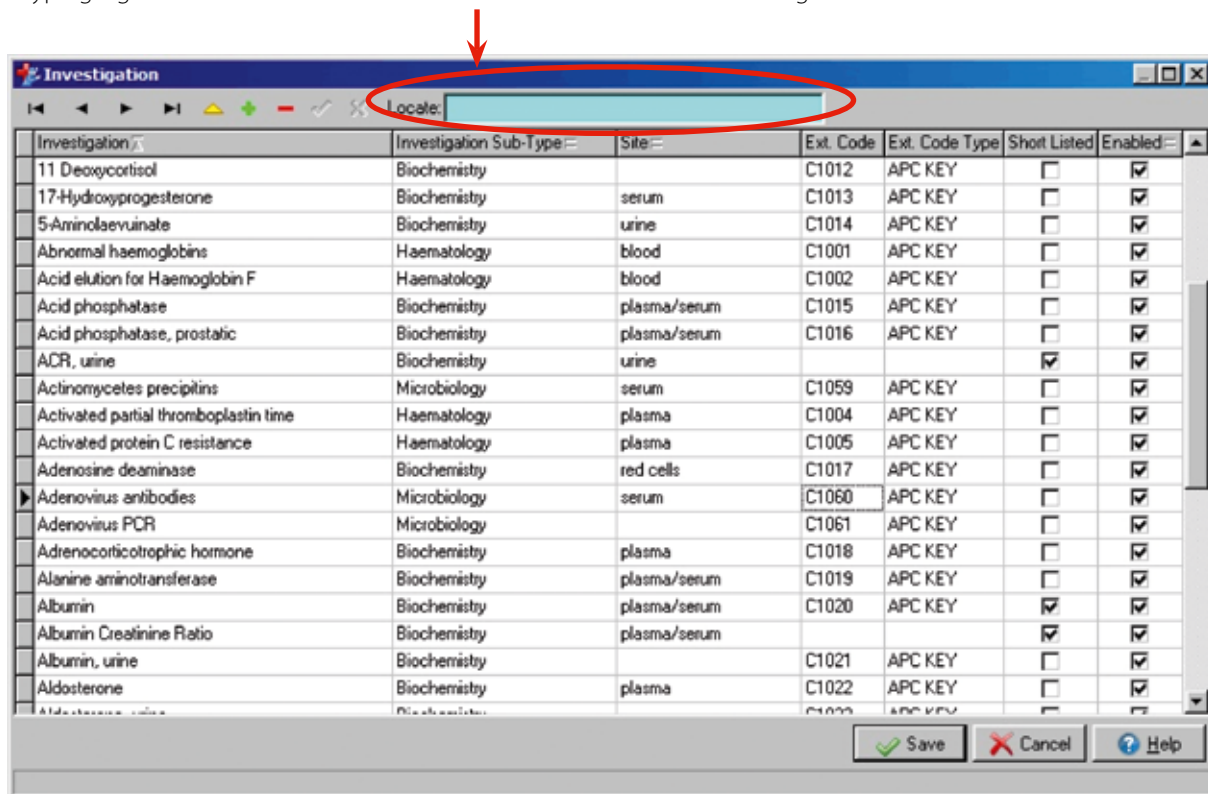 Investigation
Locate:
Investigation Investigation Sub-Type Site Ext. Code Ext. Code Type Short Listed Enabled
11 Deoxycortisol Biochemistry C1012 APC KEY
17-Hydroxyprogesterone Biochemistry serum C1013 APC KEY
5-Aminolaevuinate Biochemistry urine C1014 APC KEY
Abnormal haemoglobins Haematology blood C1001 APC KEY
Acid elution for Haemoglobin F Haematology blood C1002 APC KEY
Acid phosphatase Biochemistry plasma/serum C1015 APC KEY
Acid phosphatase, prostatic Biochemistry plasma/serum C1016 APC KEY
ACR, urine Biochemistry urine
Actinomycetes precipitins Microbiology serum C1059 APC KEY
Activated partial thromboplastin time Haematology plasma C1004 APC KEY
Activated protein C resistance Haematology plasma C1005 APC KEY
Adenosine deaminase Biochemistry red cells C1017 APC KEY
Adenovirus antibodies Microbiology serum C1060 APC KEY
Adenovirus PCR Microbiology C1061 APC KEY
Adrenocorticotrophic hormone Biochemistry plasma C1018 APC KEY
Alanine aminotransferase Biochemistry plasma/serum C1019 APC KEY
Albumin Biochemistry plasma/serum C1020 APC KEY
Albumin Creatinine Ratio Biochemistry plasma/serum
Albumin, urine Biochemistry C1021 APC KEY
Aldosterone Biochemistry plasma C1022 APC KEY
Save Cancel Help